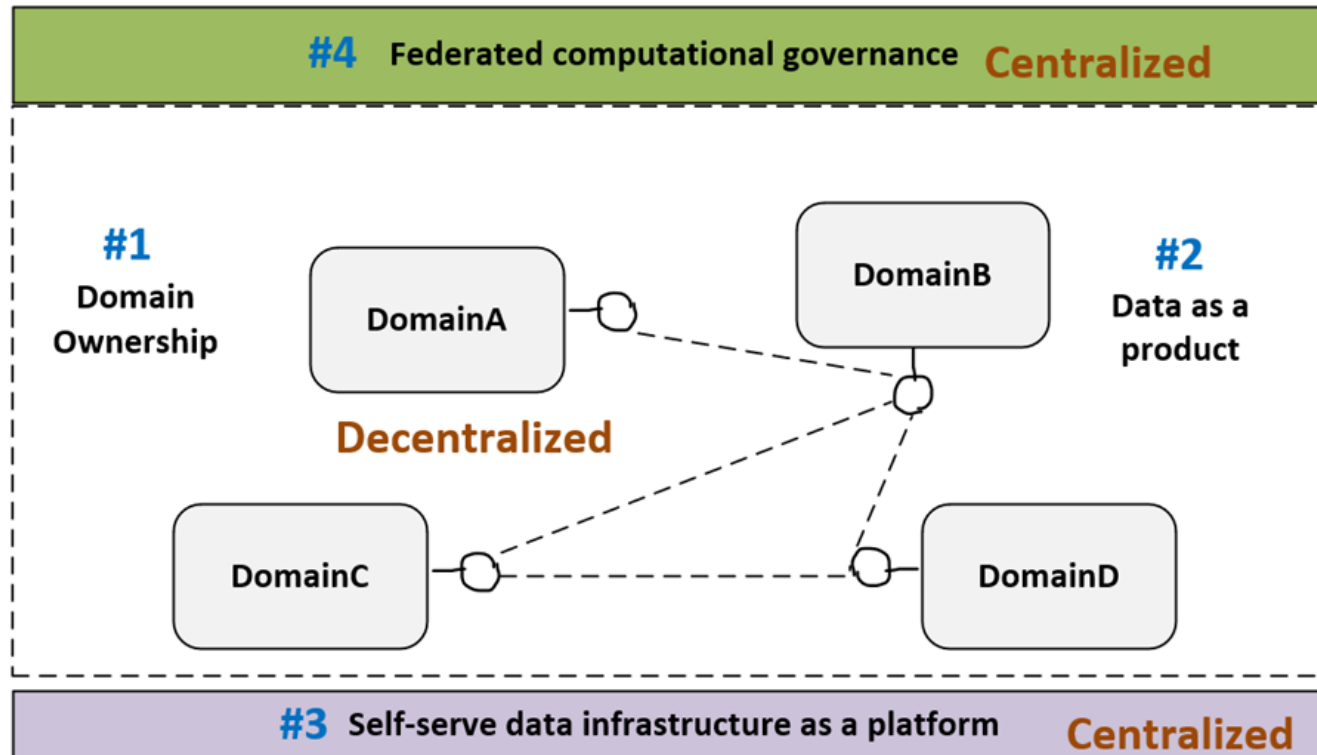 #4 Federated computational governance Centralized
#1
Domain
Ownership
DomainA
DomainB
#2
Data as a
product
Decentralized
DomainC
DomainD
#3 Self-serve data infrastructure as a platform Centralized